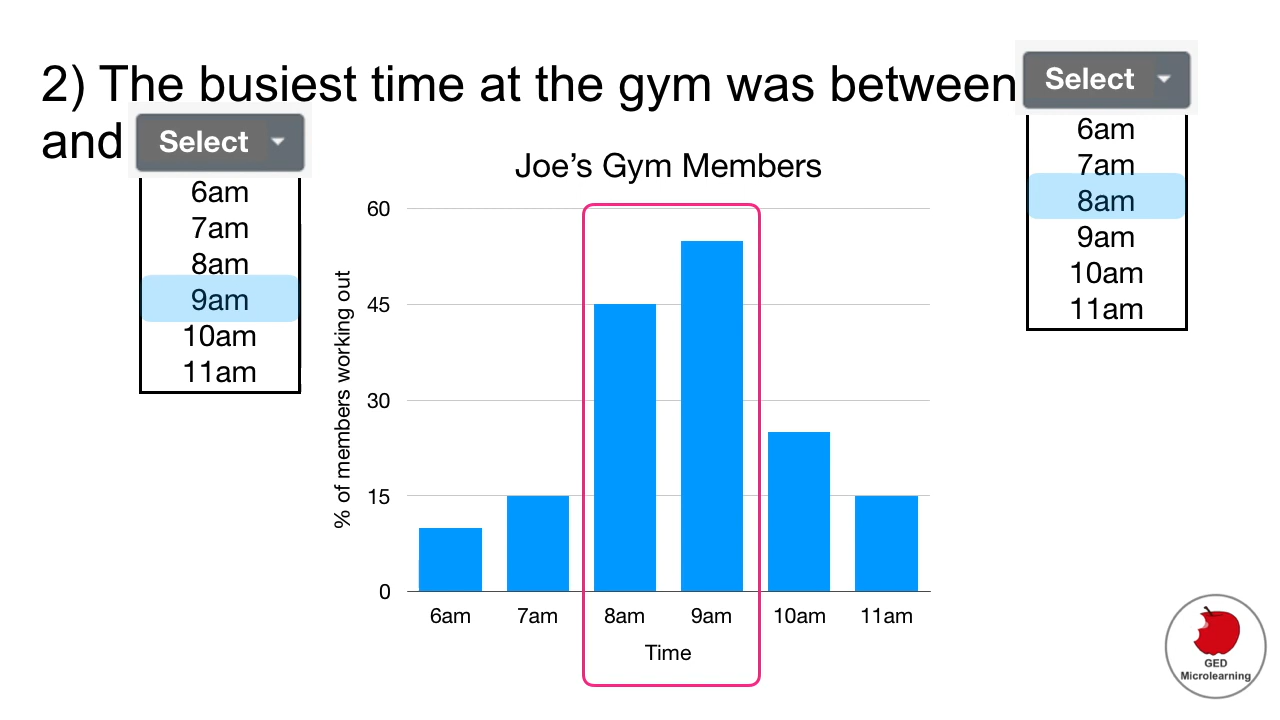 2) The busiest time at the gym was between Select
and Select
6am
7am
8am
9am
10am
11am
6am
7am
8am
9am
10am
11am
Joe’s Gym Members
% of members working out
60
45
30
15
0
6am 7am 8am 9am 10am 11am
Time
GED
Microlearning